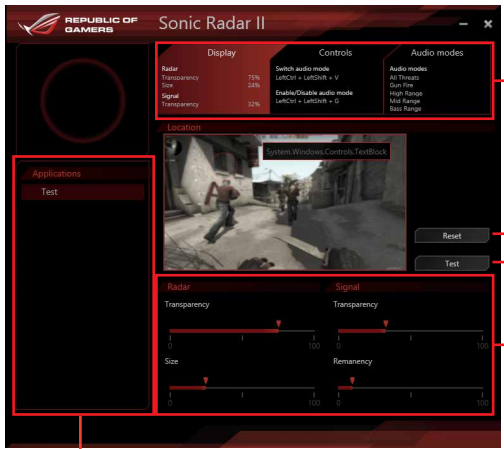 REPUBLIC OF
GAMERS
Sonic Radar II
Display
Radar
Transparency 75%
Size 24%
Signal
Transparency 32%
Controls
Switch audio mode
LeftCtrl + LeftShift + V
Enable/Disable audio mode
LeftCtrl + LeftShift + G
Audio modes
Audio modes
All Threats
Gun Fire
High Range
Mid Range
Bass Range
Applications
Test
Location
System.Windows.Controls.TextBlock
Reset
Test
Radar
Transparency
0 100
Size
0 100
Signal
Transparency
0 100
Remanency
0 100